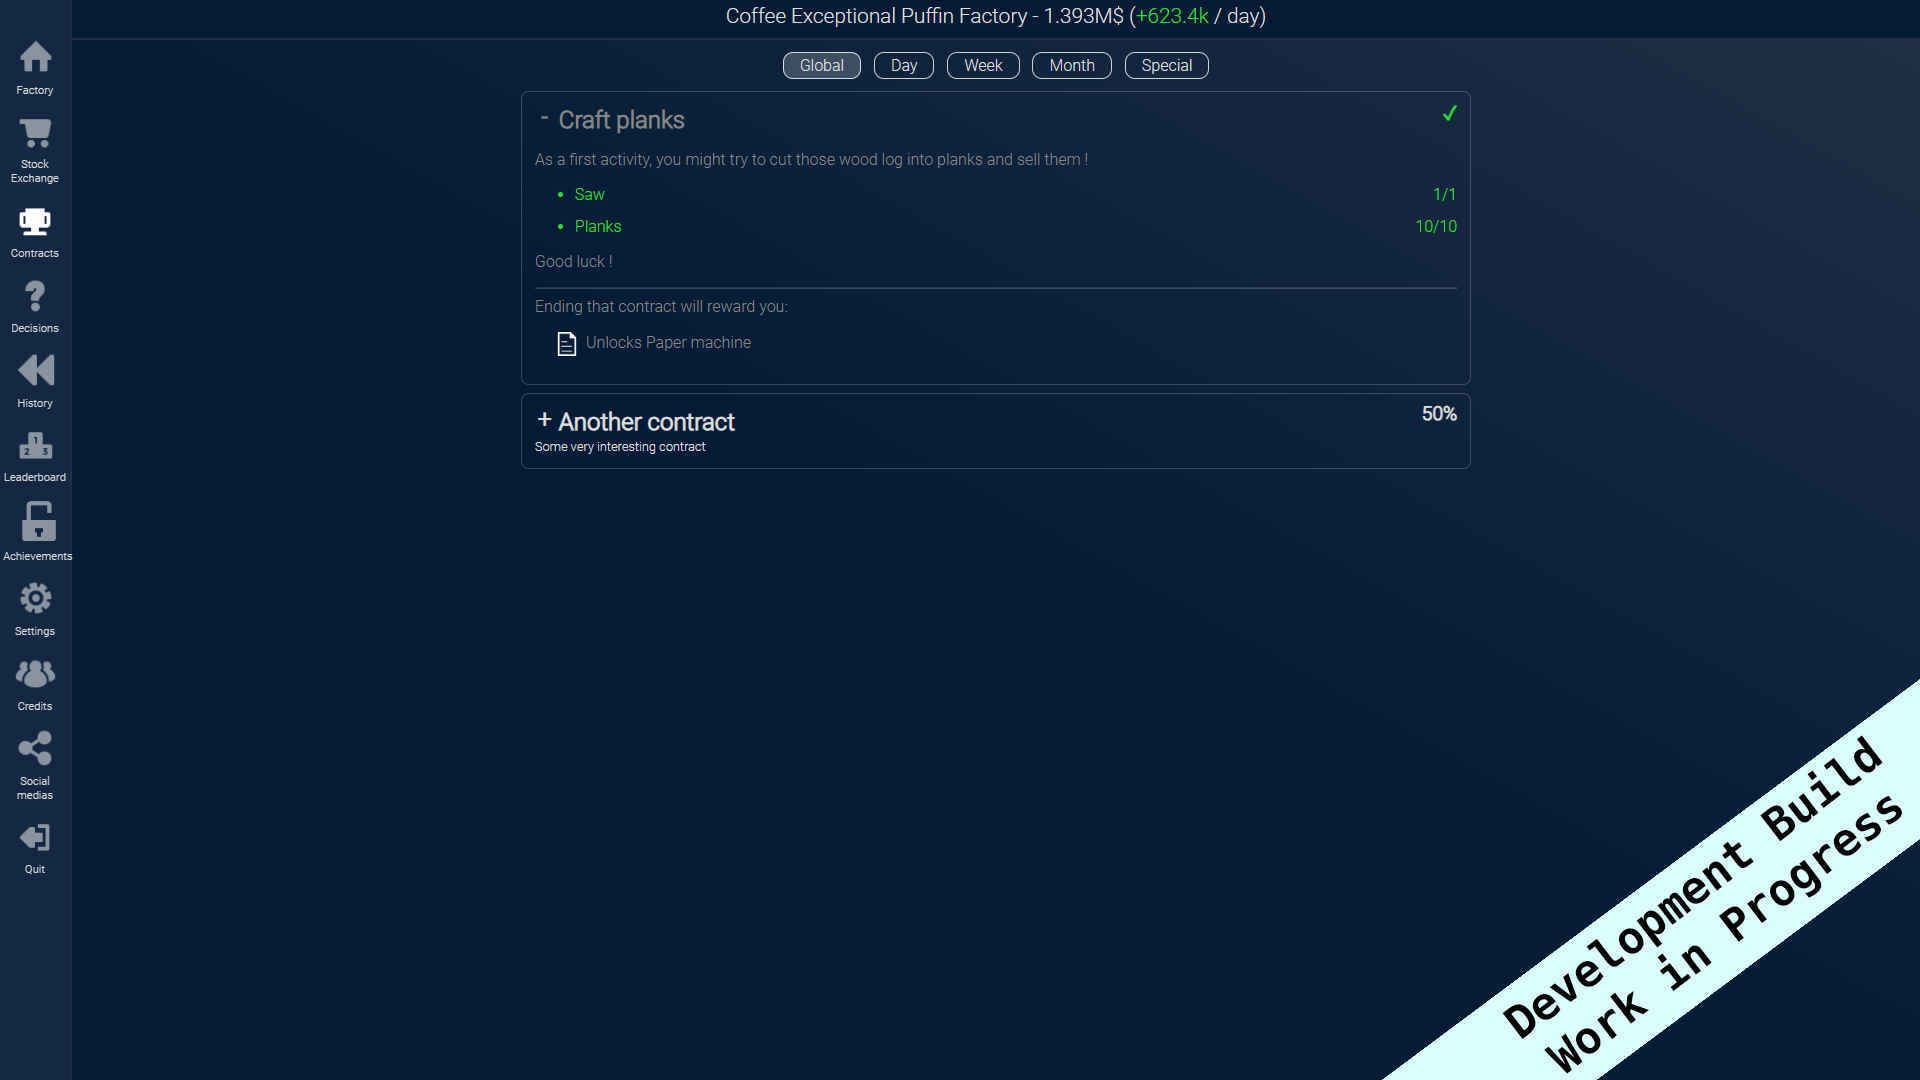 Coffee Exceptional Puffin Factory - 1.393M$ (+623.4k / day)
Factory
Stock
Exchange
Contracts
Decisions
History
1
2 3
Leaderboard
Achievements
Settings
Credits
Social
medias
Quit
Global
Day
Week
Month
Special
- Craft planks
As a first activity, you might try to cut those wood log into planks and sell them !
• Saw 1/1
• Planks 10/10
Good luck !
Ending that contract will reward you:
Unlocks Paper machine
+ Another contract 50%
Some very interesting contract
Development Build
Work in Progress